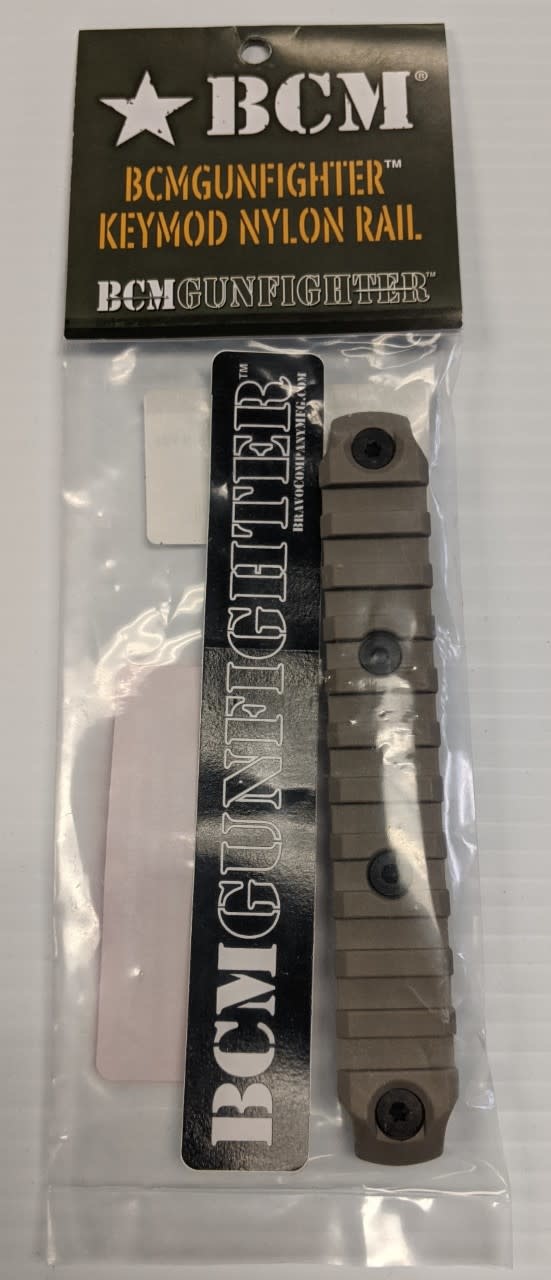 BCM®
BCMGUNFIGHTER™
KEYMOD NYLON RAIL
BCMGUNFIGHTER™
BCMGUNFIGHTER™
BRAVOCOMPANYMFG.COM